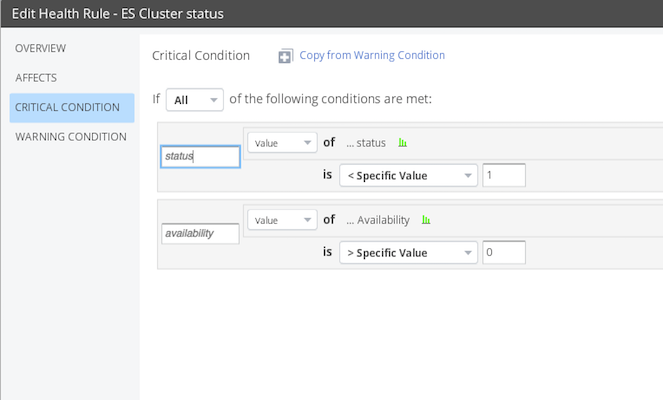 Edit Health Rule - ES Cluster status
OVERVIEW
AFFECTS
CRITICAL CONDITION
WARNING CONDITION
Critical Condition Copy from Warning Condition
If All of the following conditions are met:
status
Value of ... status
is < Specific Value 1
availability
Value of ... Availability
is > Specific Value 0